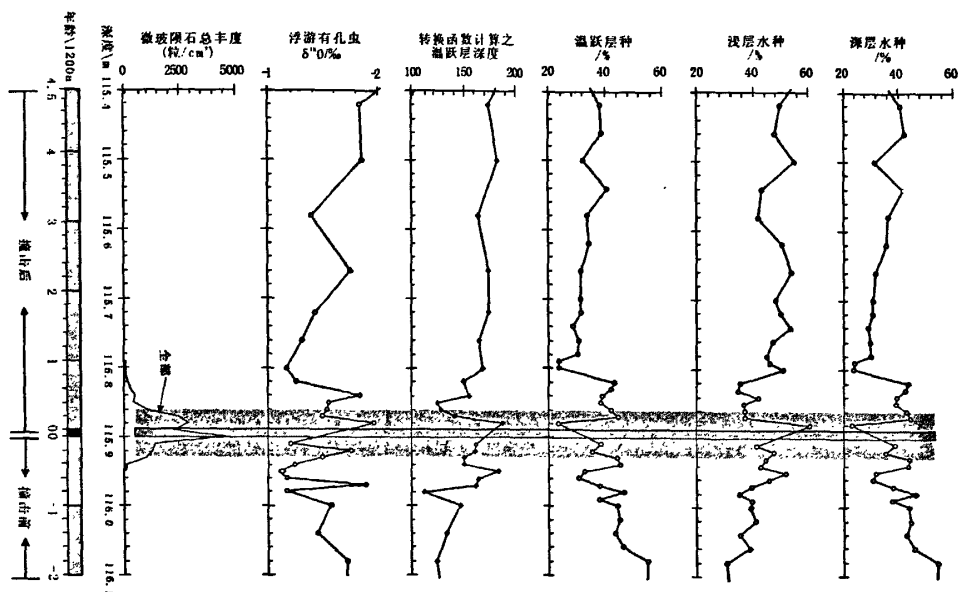 年龄/1200a
深度/m
微玻陨石总丰度
(粒/cm³)
0 2500 5000
浮游有孔虫
δ¹⁸O/‰
-1 -2
转换函数计算之
温跃层深度
100 150 200
温跃层种
/%
20 40 60
浅层水种
/%
20 40 60
深层水种
/%
20 40 60
4.5
4
3
2
1
0
0
-1
-2
115.4
115.5
115.6
115.7
115.8
115.9
116.0
116.
撞击后
撞击前
全部